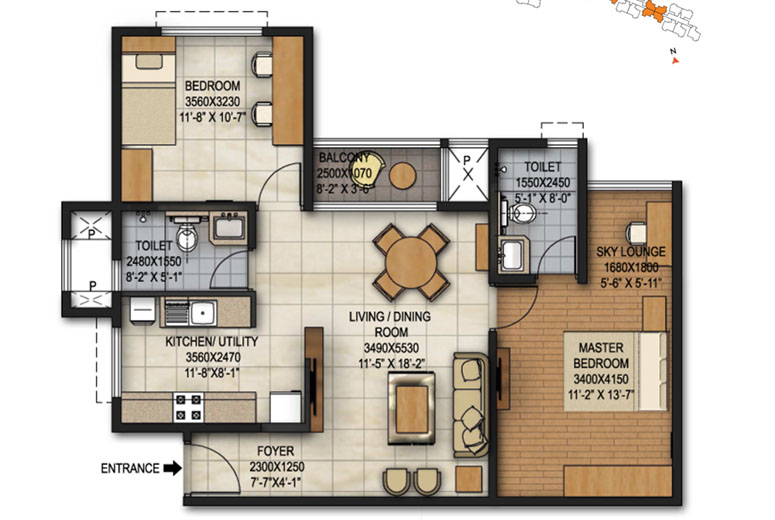 N
BEDROOM
3560X3230
11'-8" X 10'-7"
BALCONY
2500X1070
8'-2" X 3'-6"
P
TOILET
1550X2450
5'-1" X 8'-0"
P
TOILET
2480X1550
8'-2" X 5'-1"
P
SKY LOUNGE
1680X1800
5'-6" X 5'-11"
KITCHEN/ UTILITY
3560X2470
11'-8"X8'-1"
LIVING / DINING
ROOM
3490X5530
11'-5" X 18'-2"
MASTER
BEDROOM
3400X4150
11'-2" X 13'-7"
ENTRANCE
FOYER
2300X1250
7'-7"X4'-1"